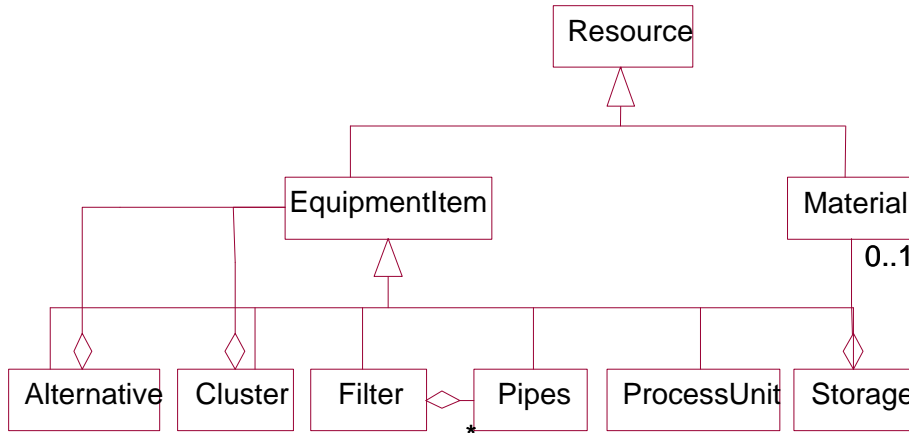 Resource
EquipmentItem
Material
0..1
Alternative
Cluster
Filter
Pipes
ProcessUnit
Storage
*